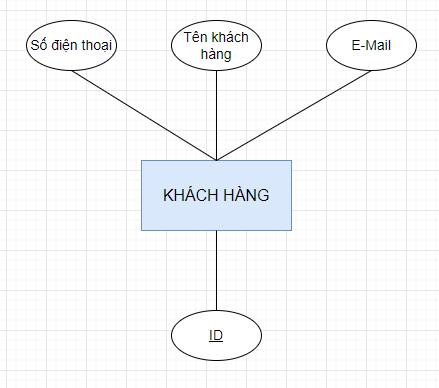 Số điện thoại
Tên khách
hàng
E-Mail
KHÁCH HÀNG
ID